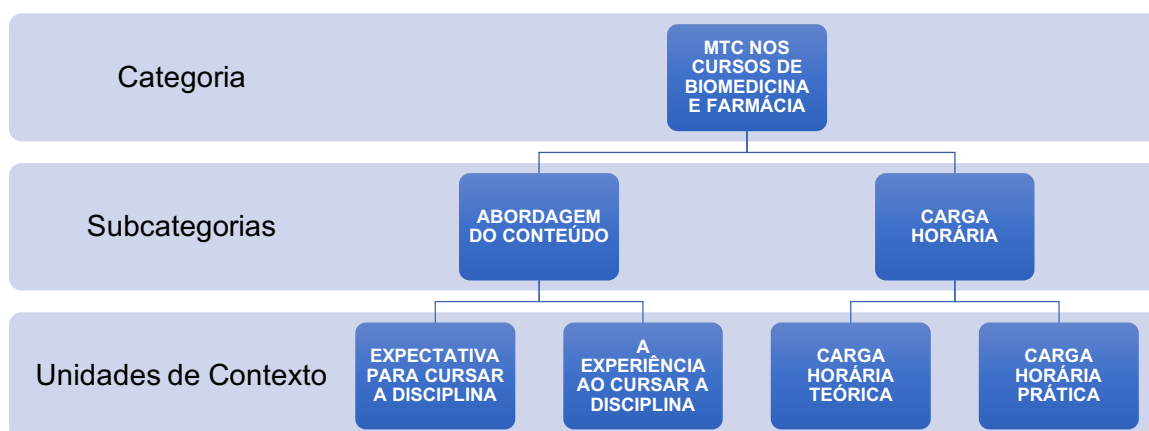 Categoria
MTC NOS
CURSOS DE
BIOMEDICINA
E FARMÁCIA
Subcategorias
ABORDAGEM
DO CONTEÚDO
CARGA
HORÁRIA
Unidades de Contexto
EXPECTATIVA
PARA CURSAR
A DISCIPLINA
A
EXPERIÊNCIA
AO CURSAR A
DISCIPLINA
CARGA
HORÁRIA
TEÓRICA
CARGA
HORÁRIA
PRÁTICA